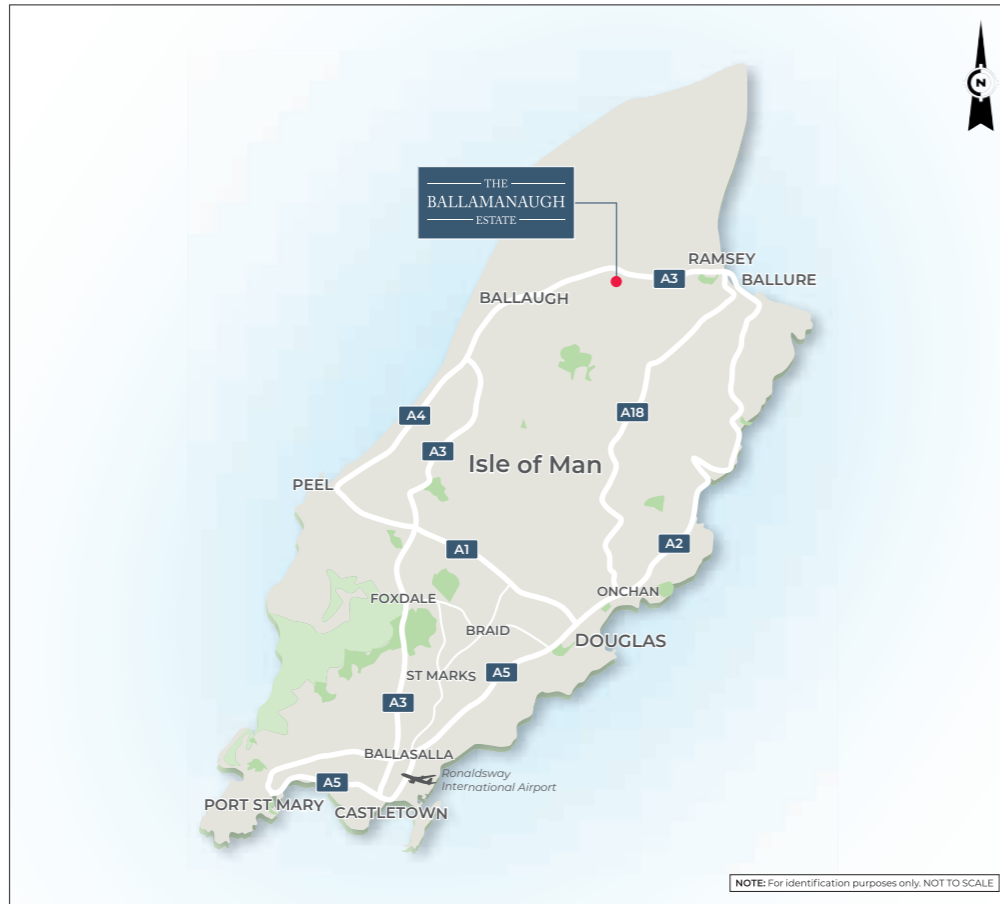 N
THE
BALLAMANAUGH
ESTATE
RAMSEY
A3
BALLURE
BALLAUGH
A4
A18
A3
Isle of Man
PEEL
A1
A2
FOXDALE
ONCHAN
BRAID
DOUGLAS
ST MARKS
A5
A3
BALLASALLA
Ronaldsway
International Airport
A5
PORT ST MARY
CASTLETOWN
NOTE: For identification purposes only. NOT TO SCALE